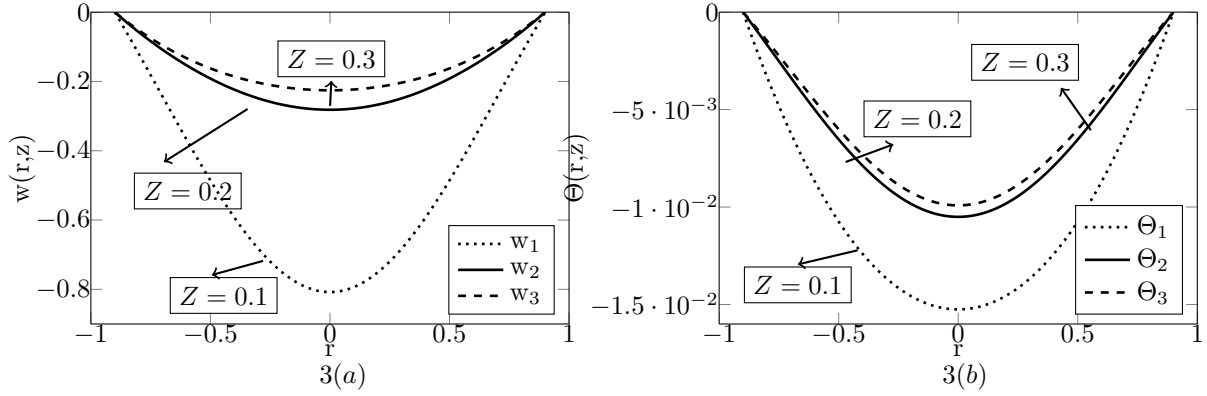 0
−0.2
−0.4
−0.6
−0.8
−1
−0.5
0
0.5
1
w(r,z)
r
3(a)
Z = 0.3
Z = 0.2
Z = 0.1
w1
w2
w3
0
−5 · 10⁻³
−1 · 10⁻²
−1.5 · 10⁻²
−1
−0.5
0
0.5
1
Θ(r,z)
r
3(b)
Z = 0.3
Z = 0.2
Z = 0.1
Θ1
Θ2
Θ3